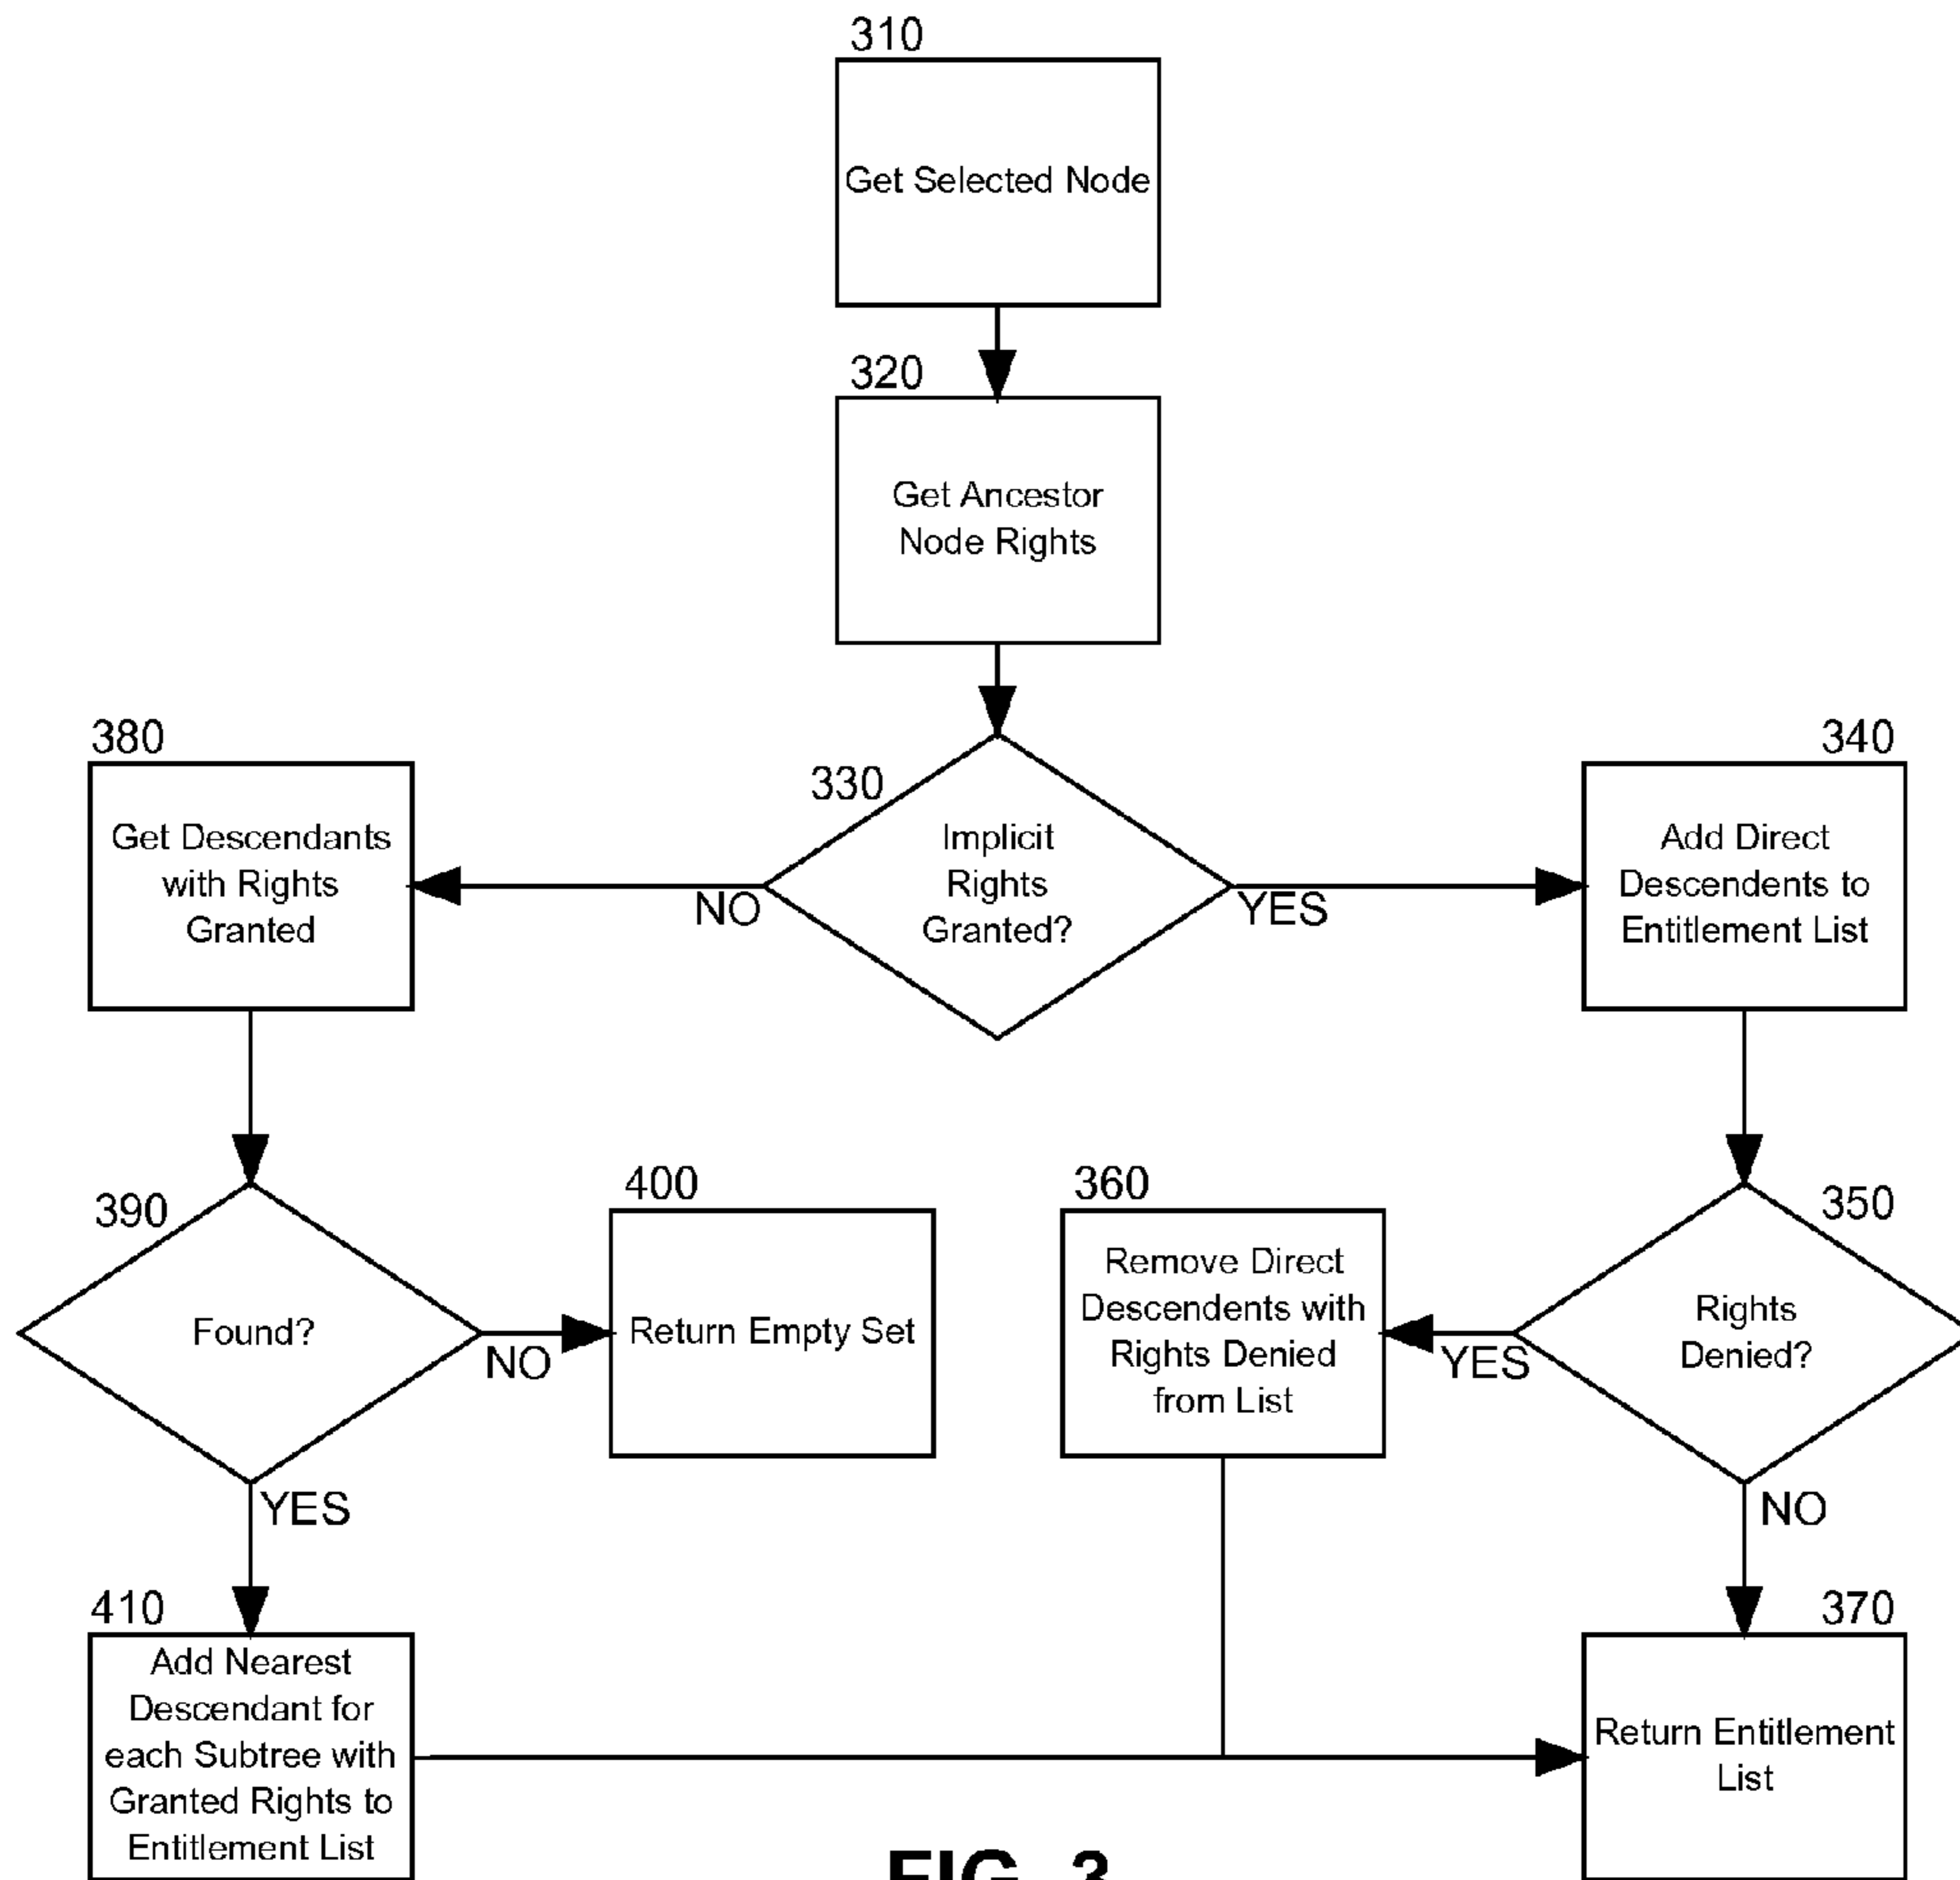 310
Get Selected Node
320
Get Ancestor
Node Rights
330
Implicit
Rights
Granted?
NO
YES
380
Get Descendants
with Rights
Granted
340
Add Direct
Descendents to
Entitlement List
390
Found?
NO
YES
400
Return Empty Set
360
Remove Direct
Descendents with
Rights Denied
from List
350
Rights
Denied?
YES
NO
410
Add Nearest
Descendant for
each Subtree with
Granted Rights to
Entitlement List
370
Return Entitlement
List
FIG. 3